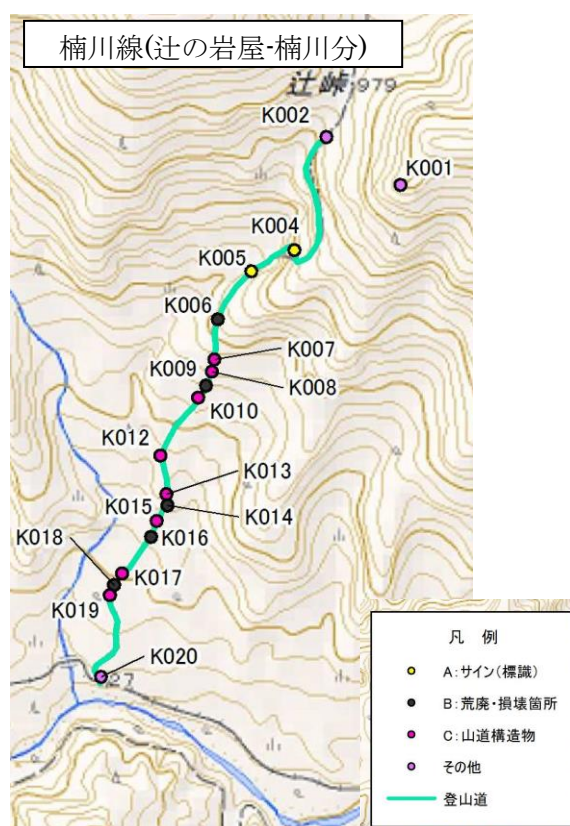 楠川線(辻の岩屋-楠川分)
辻峠
979
K002
K001
K004
K005
K006
K007
K009
K008
K010
K012
K013
K015
K014
K018
K016
K017
K019
K020
27
凡 例
A:サイン(標識)
B:荒廃・損壊箇所
C:山道構造物
その他
登山道